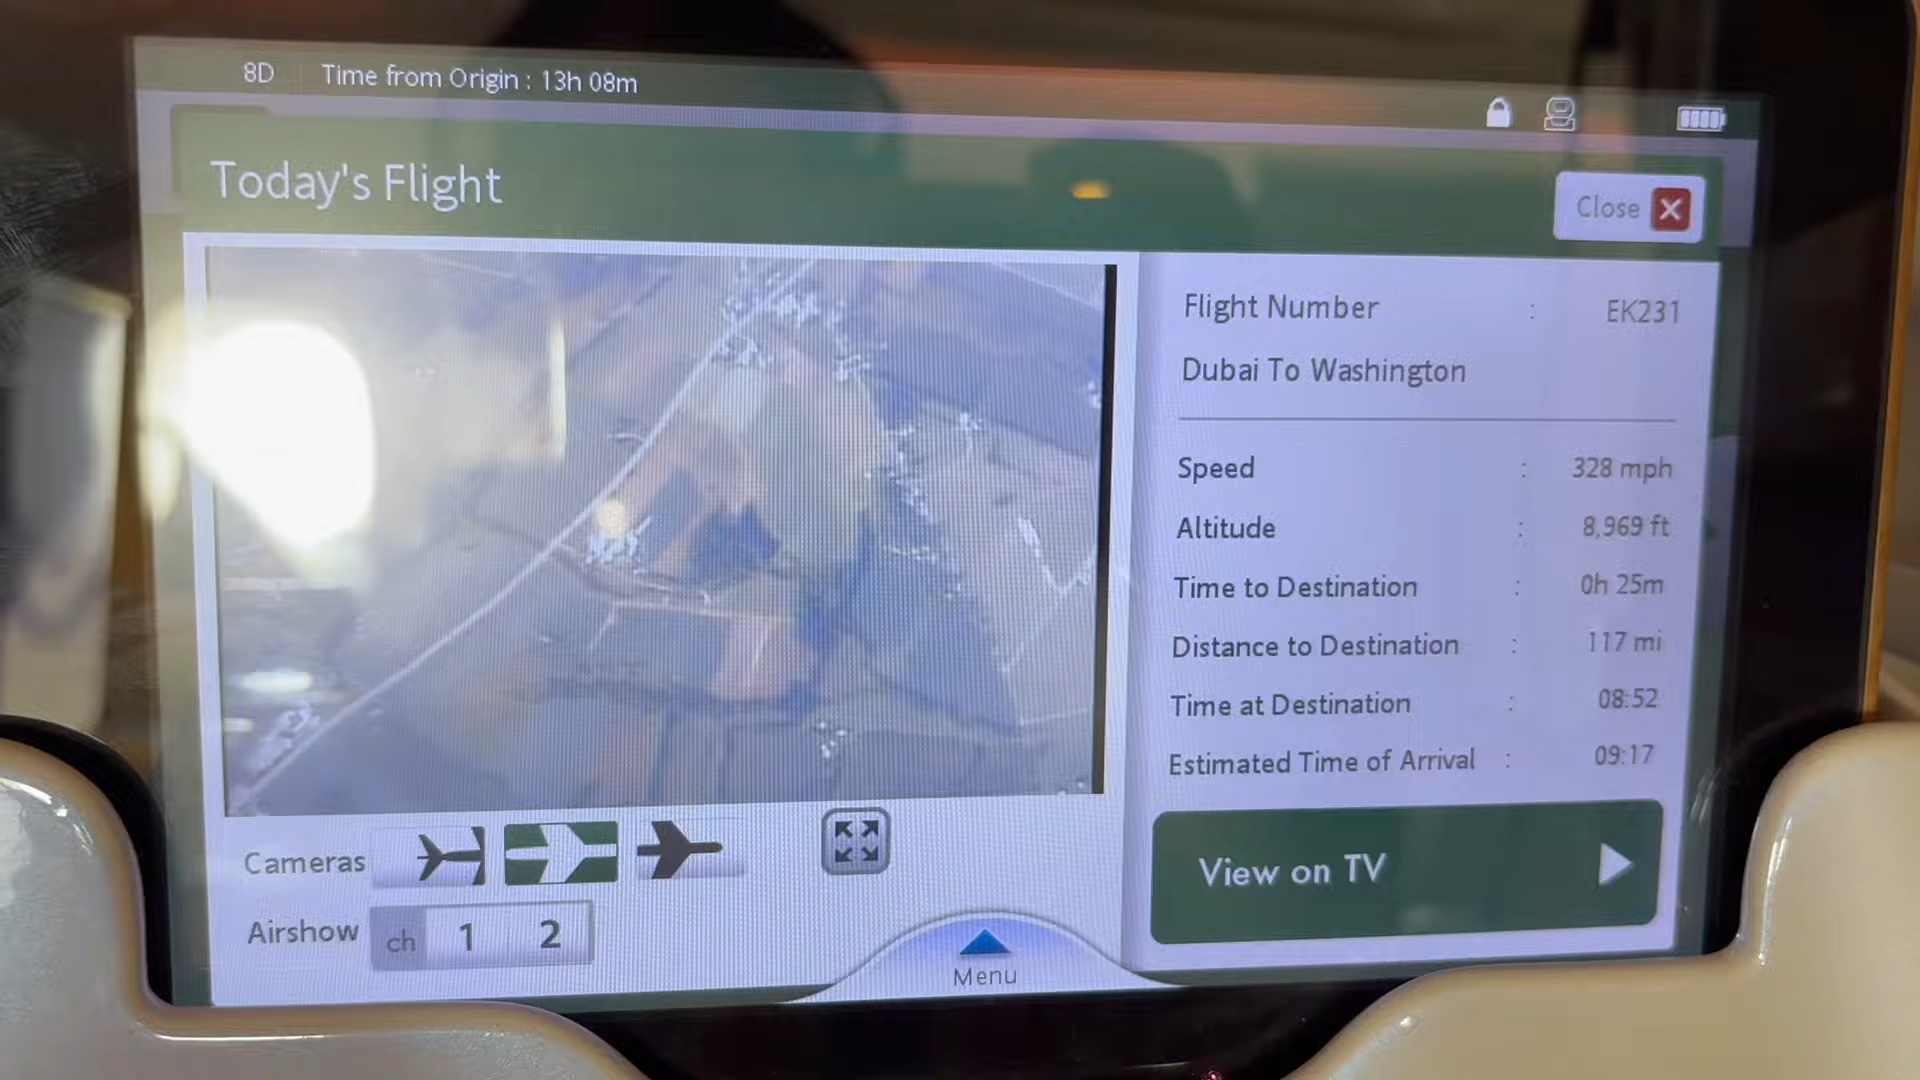 8D Time from Origin : 13h 08m
Today's Flight
Close
Flight Number : EK231
Dubai To Washington
Speed : 328 mph
Altitude : 8,969 ft
Time to Destination : 0h 25m
Distance to Destination : 117 mi
Time at Destination : 08:52
Estimated Time of Arrival : 09:17
View on TV
Cameras
Airshow ch 1 2
Menu